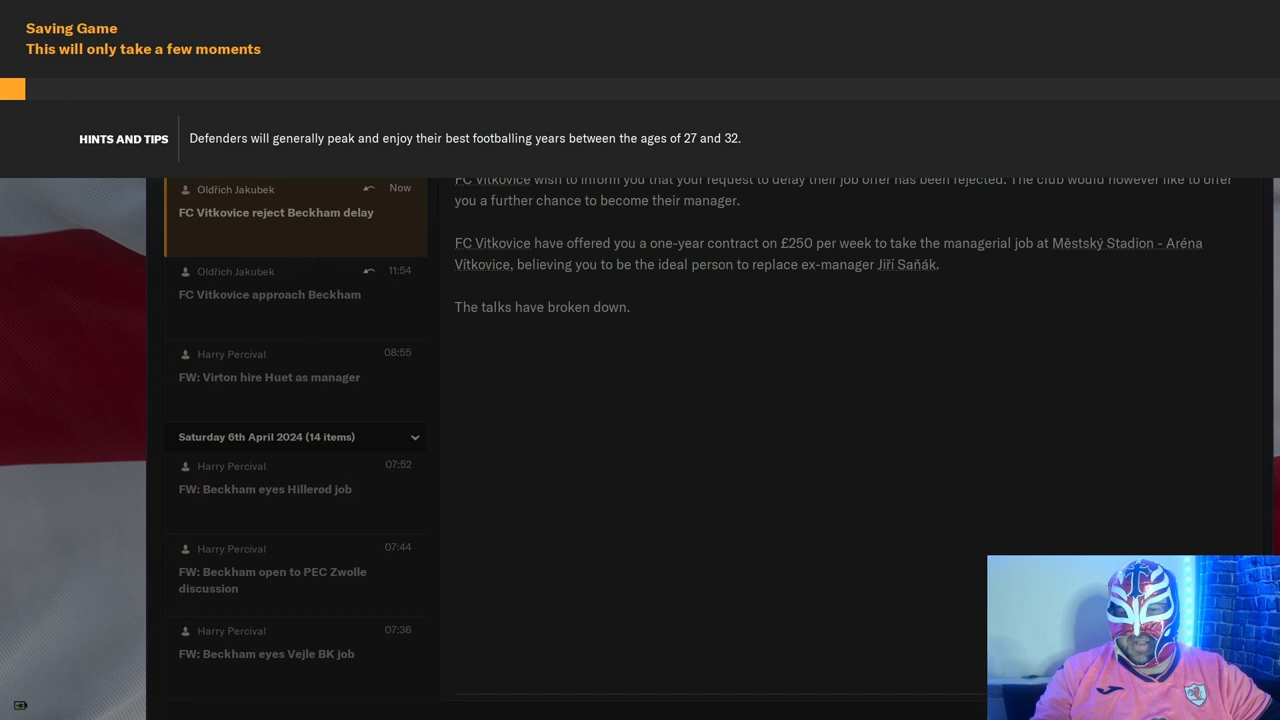 Saving Game
This will only take a few moments
HINTS AND TIPS
Defenders will generally peak and enjoy their best footballing years between the ages of 27 and 32.
Oldřich Jakubek Now
FC Vítkovice reject Beckham delay
Oldřich Jakubek 11:54
FC Vítkovice approach Beckham
Harry Percival 08:55
FW: Virton hire Huet as manager
Saturday 6th April 2024 (14 items)
Harry Percival 07:52
FW: Beckham eyes Hillerød job
Harry Percival 07:44
FW: Beckham open to PEC Zwolle
discussion
Harry Percival 07:36
FW: Beckham eyes Vejle BK job
FC Vítkovice wish to inform you that your request to delay their job offer has been rejected. The club would however like to offer
you a further chance to become their manager.
FC Vítkovice have offered you a one-year contract on £250 per week to take the managerial job at Městský Stadion - Aréna
Vítkovice, believing you to be the ideal person to replace ex-manager Jiří Saňák.
The talks have broken down.